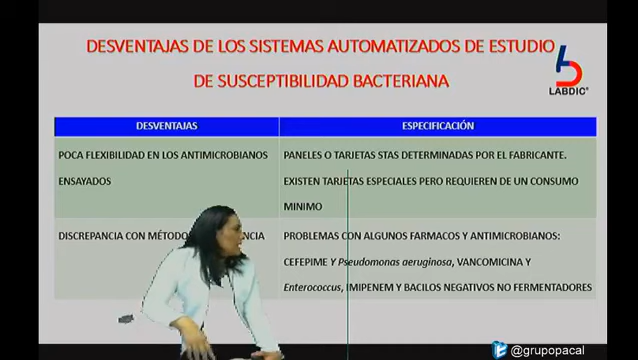 DESVENTAJAS DE LOS SISTEMAS AUTOMATIZADOS DE ESTUDIO
DE SUSCEPTIBILIDAD BACTERIANA
LABDIC®
DESVENTAJAS
ESPECIFICACIÓN
POCA FLEXIBILIDAD EN LOS ANTIMICROBIANOS
ENSAYADOS
PANELES O TARJETAS STAS DETERMINADAS POR EL FABRICANTE.
EXISTEN TARJETAS ESPECIALES PERO REQUIEREN DE UN CONSUMO
MINIMO
DISCREPANCIA CON
PROBLEMAS CON ALGUNOS FARMACOS Y ANTIMICROBIANOS:
CEFEPIME Y Pseudomonas aeruginosa, VANCOMICINA Y
Enterococcus, IMIPENEM Y BACILOS NEGATIVOS NO FERMENTADORES
@grupopacal